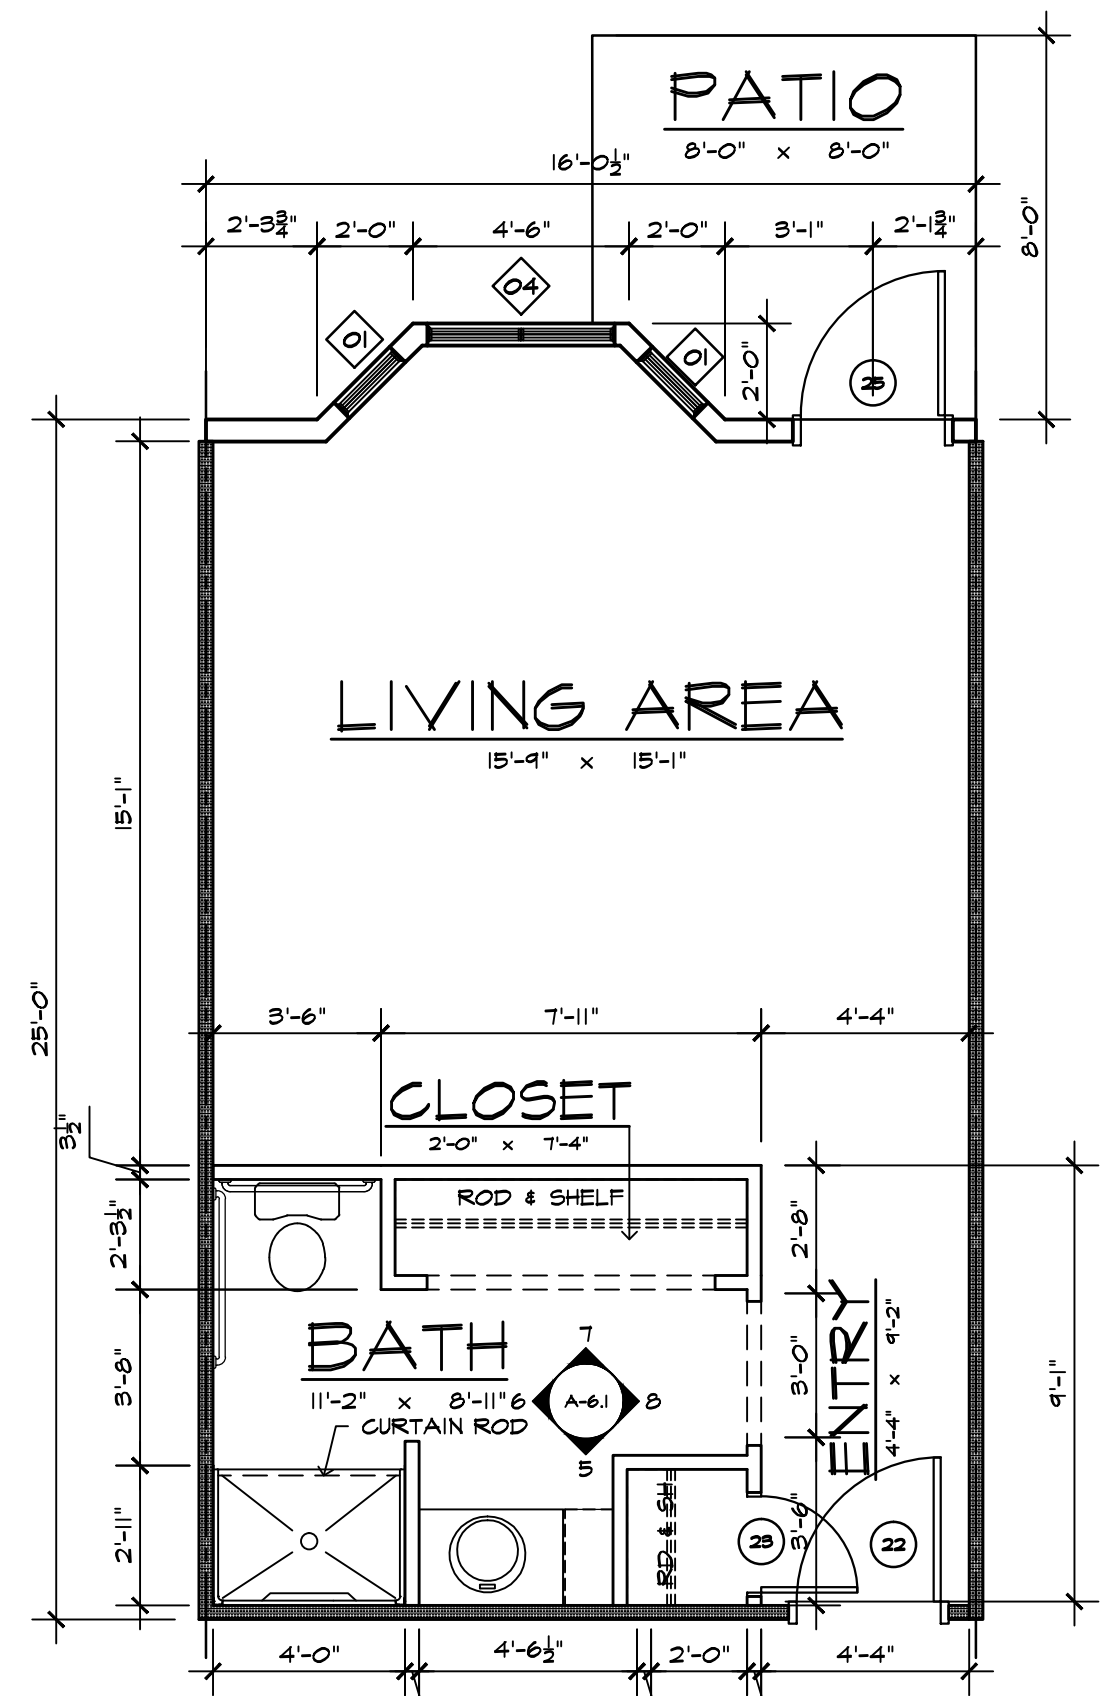 PATIO
8'-0" x 8'-0"
16'-0½"
2'-3¾" 2'-0" 4'-6" 2'-0" 3'-1" 2'-1¾"
8'-0"
04
01
01
2'-0"
25
LIVING AREA
15'-9" x 15'-1"
15'-1"
25'-0"
3'-6" 7'-11" 4'-4"
CLOSET
2'-0" x 7'-4"
3½"
ROD & SHELF
2'-3½"
2'-8"
BATH
11'-2" x 8'-11"
7
6 A-6.1 8
5
CURTAIN ROD
3'-8"
3'-0"
ENTRY
4'-4" x 9'-2"
9'-1"
2'-11"
RD & SH
23
3'-6"
22
4'-0" 4'-6½" 2'-0" 4'-4"